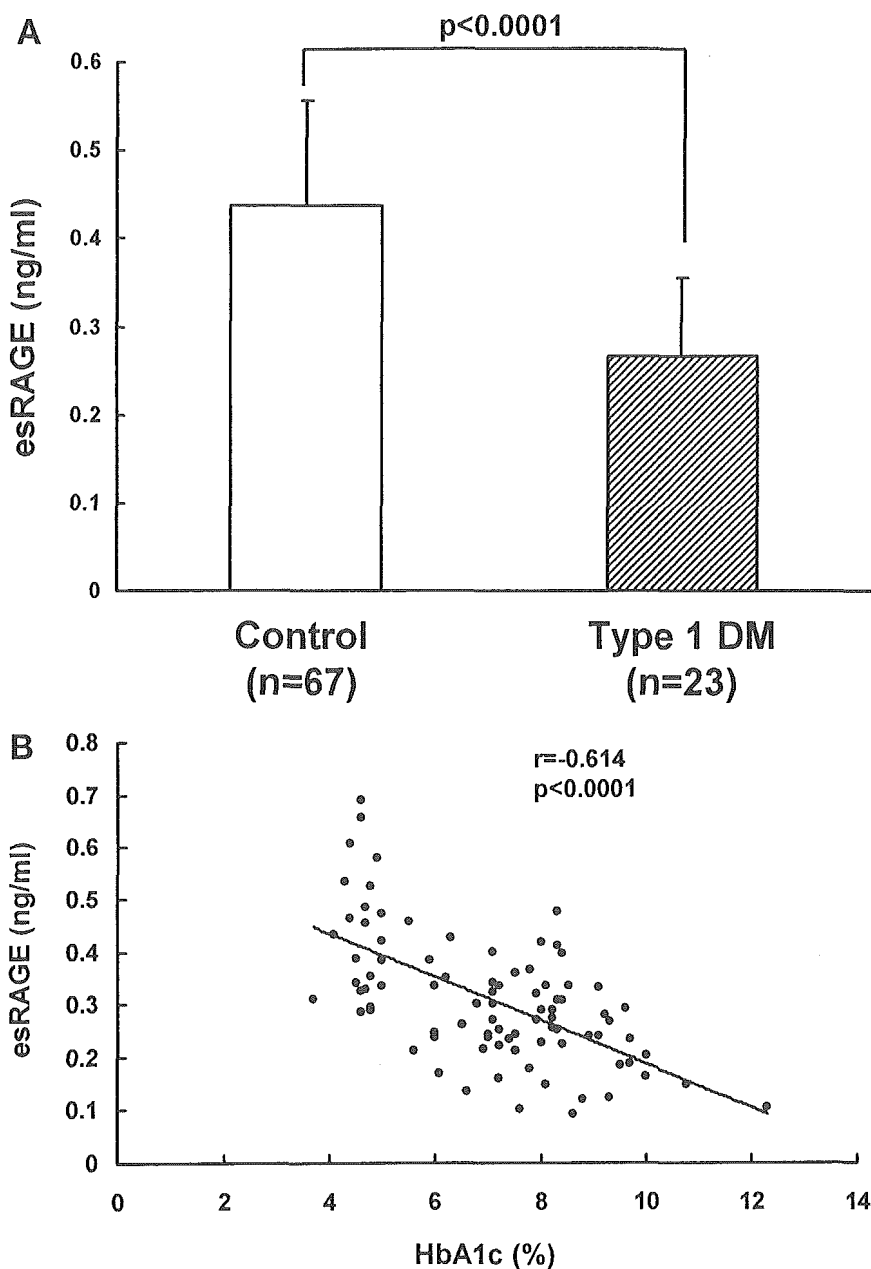 A
p<0.0001
0.6
0.5
0.4
0.3
0.2
0.1
0
esRAGE (ng/ml)
Control
(n=67)
Type 1 DM
(n=23)
B
r=-0.614
p<0.0001
0.8
0.7
0.6
0.5
0.4
0.3
0.2
0.1
0
esRAGE (ng/ml)
0 2 4 6 8 10 12 14
HbA1c (%)